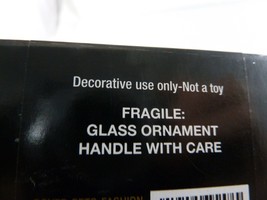 Decorative use only-Not a toy
FRAGILE:
GLASS ORNAMENT
HANDLE WITH CARE